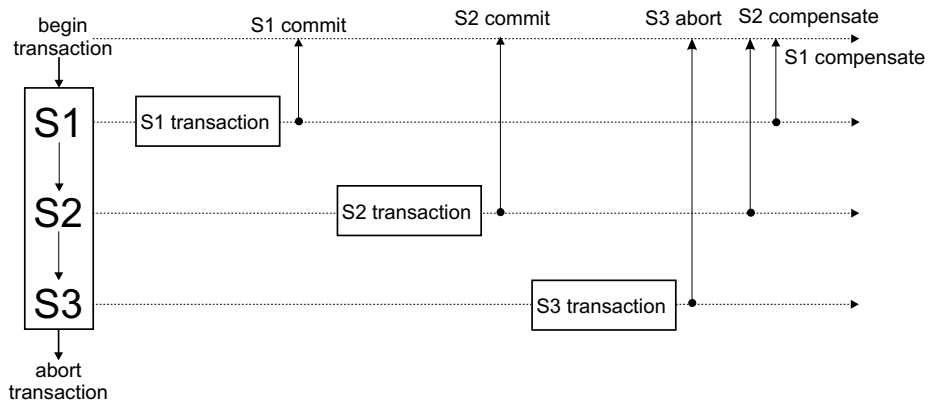 begin
transaction
S1 commit
S2 commit
S3 abort
S2 compensate
S1 compensate
S1
S1 transaction
S2
S2 transaction
S3
S3 transaction
abort
transaction